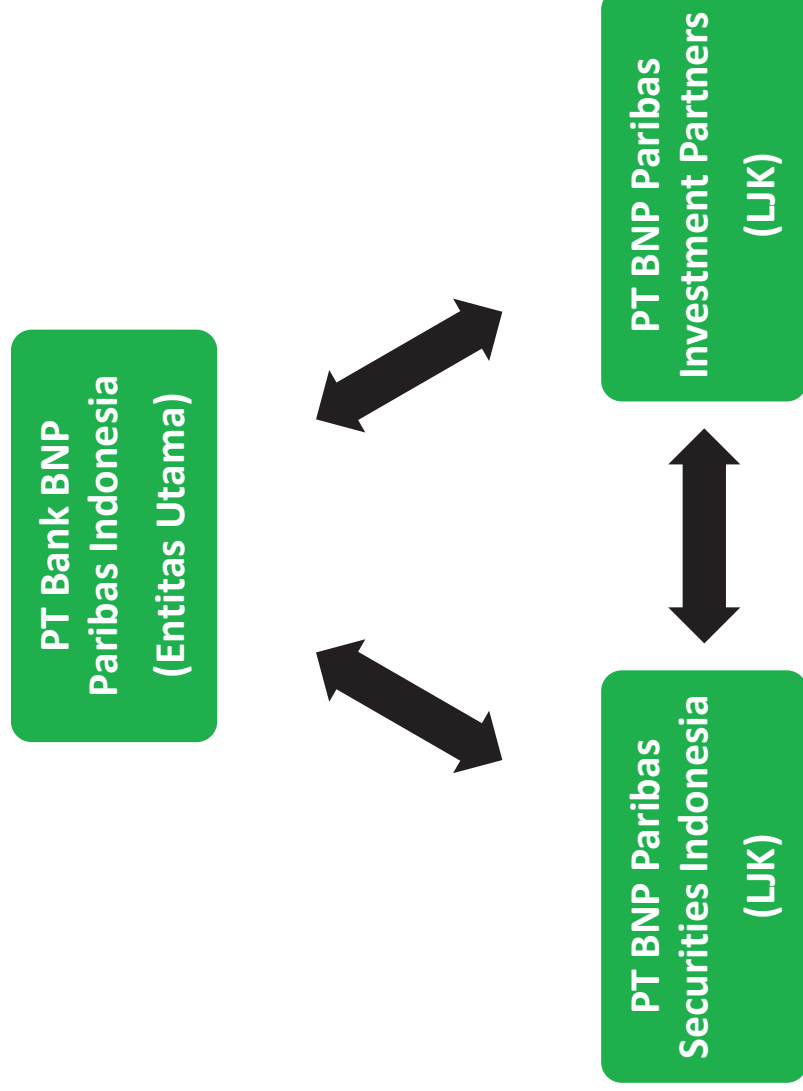 PT Bank BNP
Paribas Indonesia
(Entitas Utama)
PT BNP Paribas
Securities Indonesia
(LJK)
PT BNP Paribas
Investment Partners
(LJK)